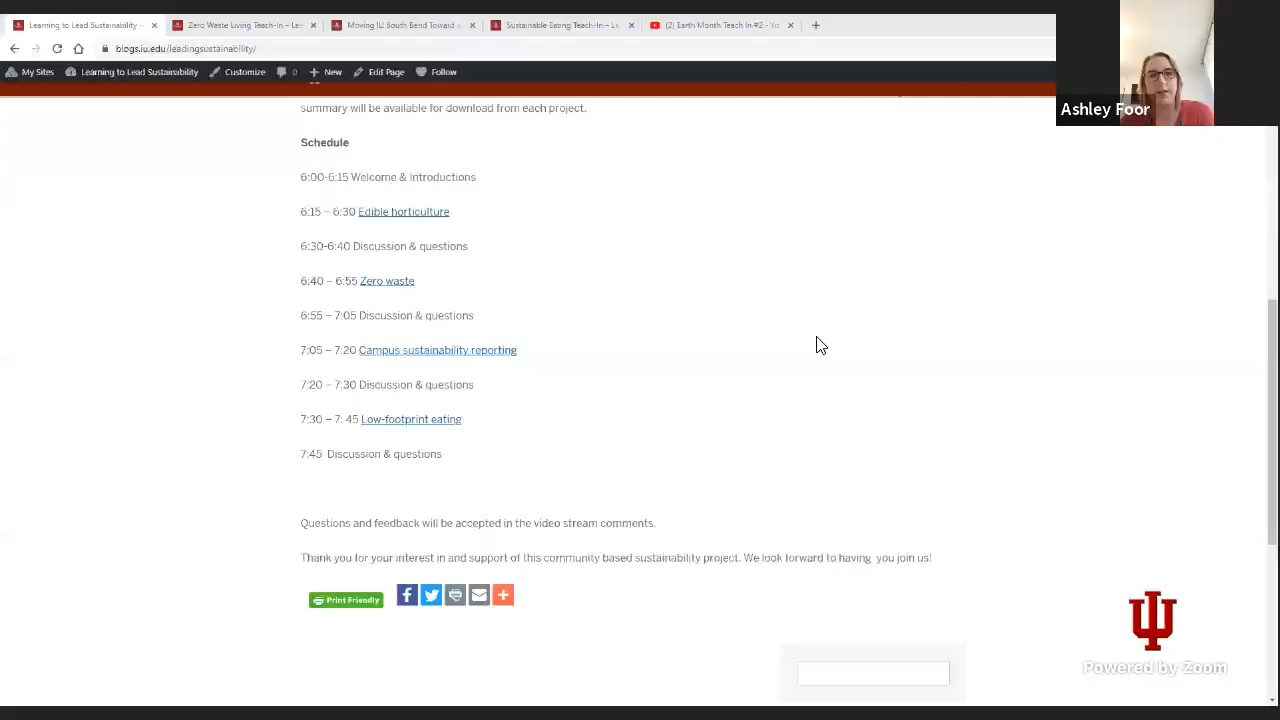 Learning to Lead Sustainability –
Zero Waste Living Teach-In – Le
Moving IU South Bend Toward
Sustainable Eating Teach-In – L
(2) Earth Month Teach In #2 - Yo
blogs.iu.edu/leadingsustainability/
My Sites
Learning to Lead Sustainability
Customize
0
New
Edit Page
Follow
Ashley Foor
summary will be available for download from each project.
Schedule
6:00-6:15 Welcome & Introductions
6:15 – 6:30 Edible horticulture
6:30-6:40 Discussion & questions
6:40 – 6:55 Zero waste
6:55 – 7:05 Discussion & questions
7:05 – 7:20 Campus sustainability reporting
7:20 – 7:30 Discussion & questions
7:30 – 7: 45 Low-footprint eating
7:45 Discussion & questions
Questions and feedback will be accepted in the video stream comments.
Thank you for your interest in and support of this community based sustainability project. We look forward to having you join us!
Print Friendly
Powered by Zoom